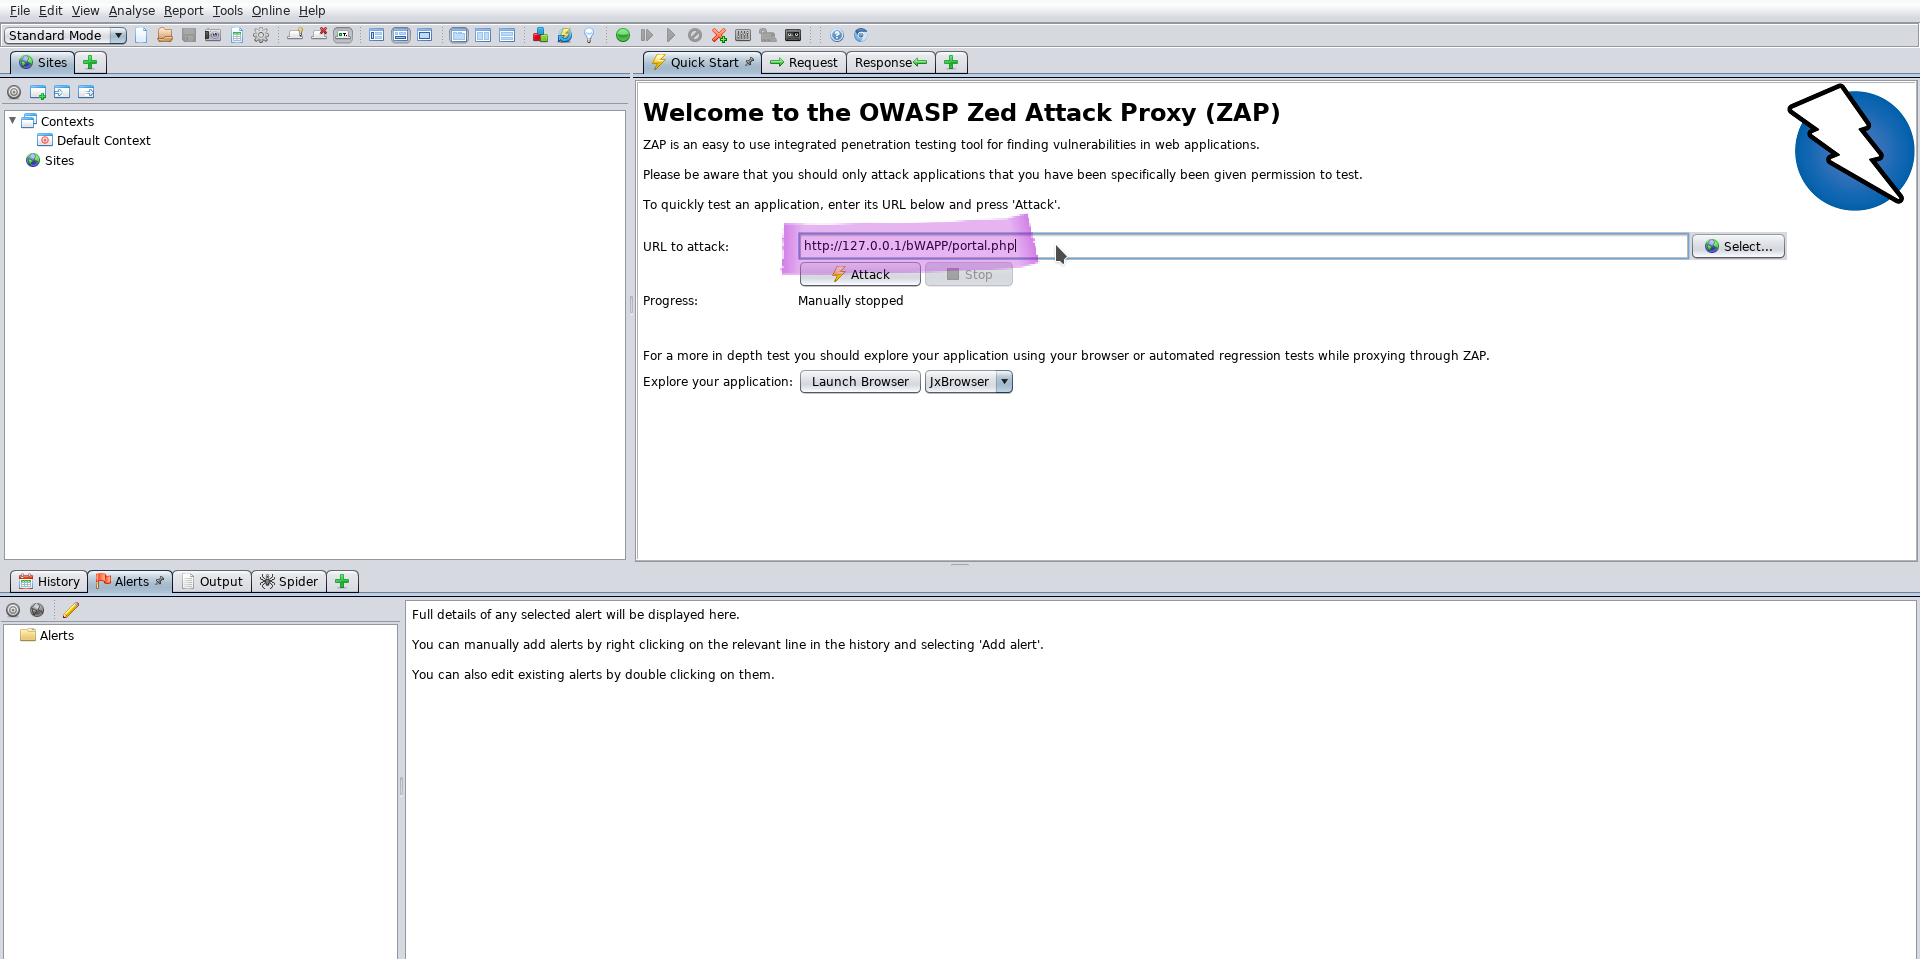 File Edit View Analyse Report Tools Online Help
Standard Mode
Sites
Quick Start Request Response
Contexts
Default Context
Sites
Welcome to the OWASP Zed Attack Proxy (ZAP)
ZAP is an easy to use integrated penetration testing tool for finding vulnerabilities in web applications.
Please be aware that you should only attack applications that you have been specifically been given permission to test.
To quickly test an application, enter its URL below and press 'Attack'.
URL to attack: http://127.0.0.1/bWAPP/portal.php Select...
Attack Stop
Progress: Manually stopped
For a more in depth test you should explore your application using your browser or automated regression tests while proxying through ZAP.
Explore your application: Launch Browser JxBrowser
History Alerts Output Spider
Alerts
Full details of any selected alert will be displayed here.
You can manually add alerts by right clicking on the relevant line in the history and selecting 'Add alert'.
You can also edit existing alerts by double clicking on them.